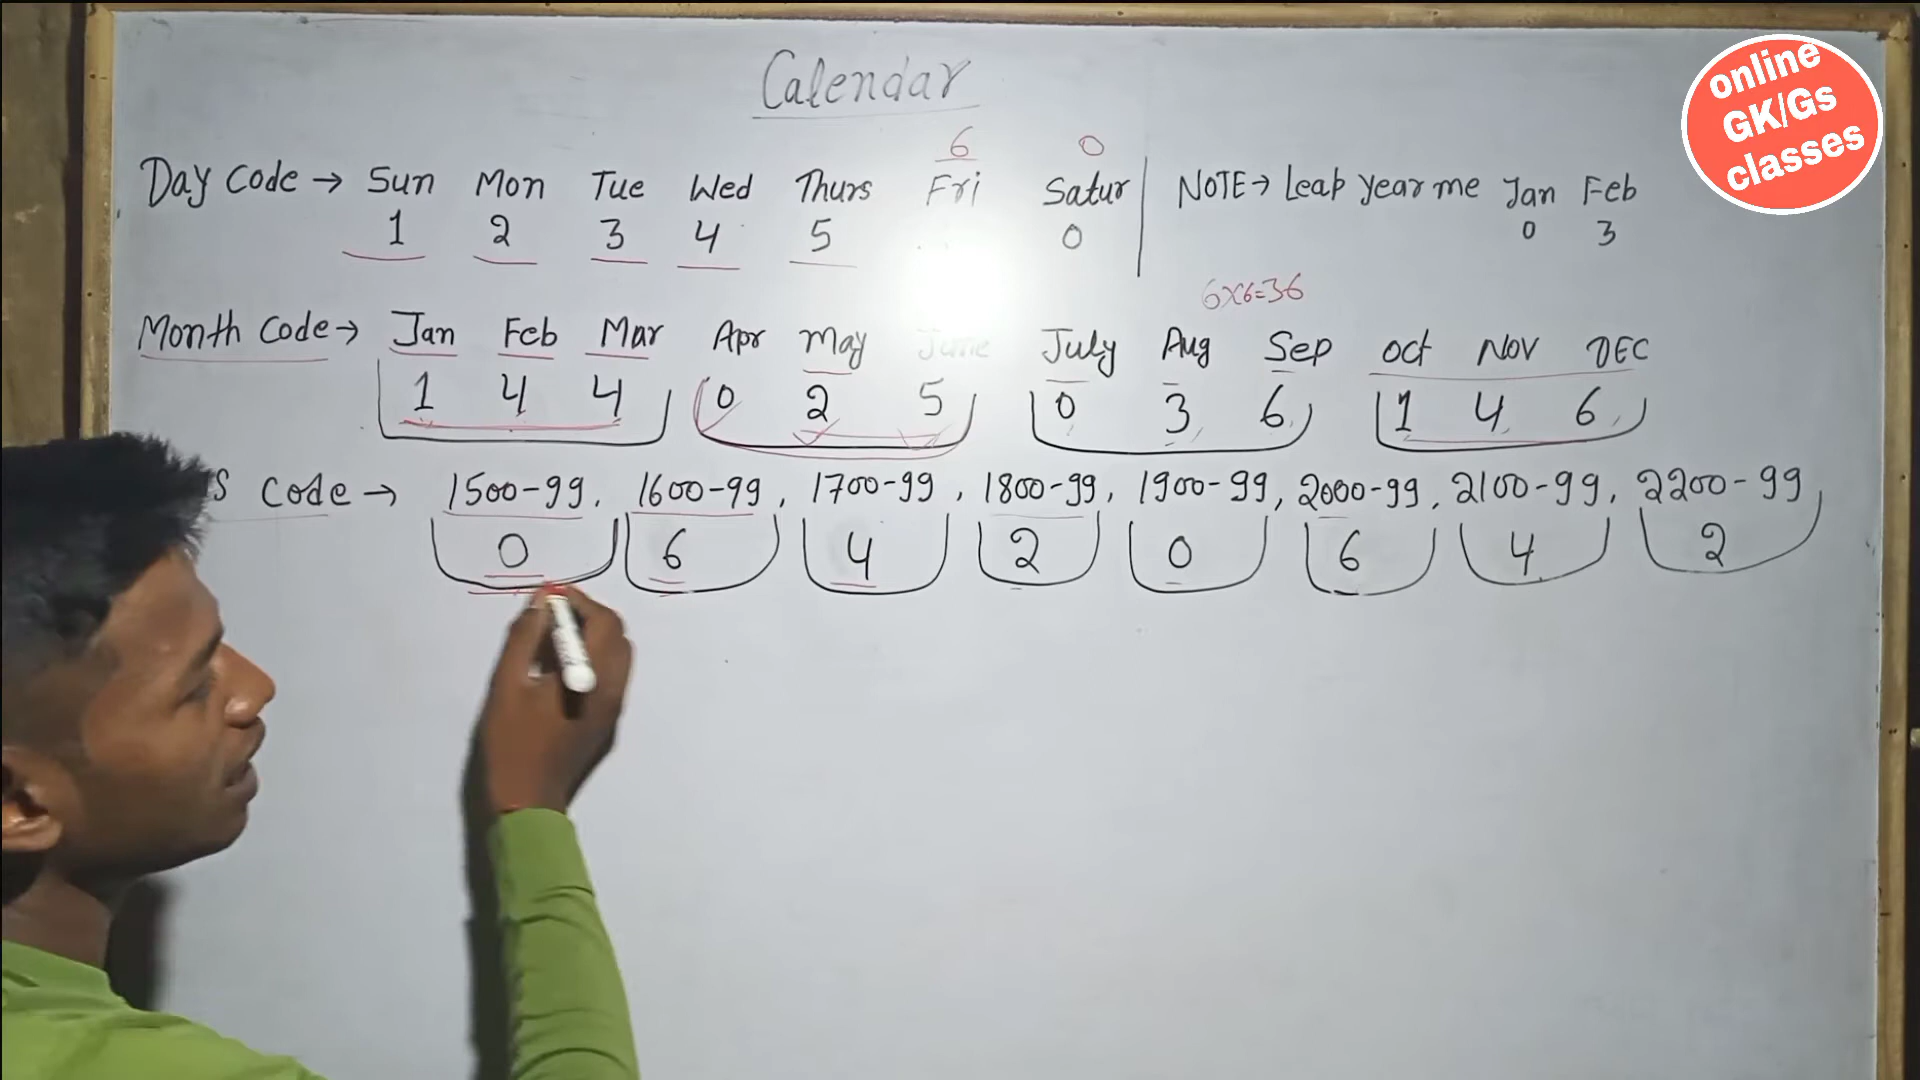 Calendar
6 0
Day Code → Sun Mon Tue Wed Thurs Fri Satur
1 2 3 4 5 0
NOTE → Leap Year me Jan Feb
0 3
6x6=36
Month Code → Jan Feb Mar Apr May June July Aug Sep Oct Nov DEC
1 4 4 0 2 5 0 3 6 1 4 6
s Code → 1500-99, 1600-99, 1700-99, 1800-99, 1900-99, 2000-99, 2100-99, 2200-99
0 6 4 2 0 6 4 2
online
GK/Gs
classes